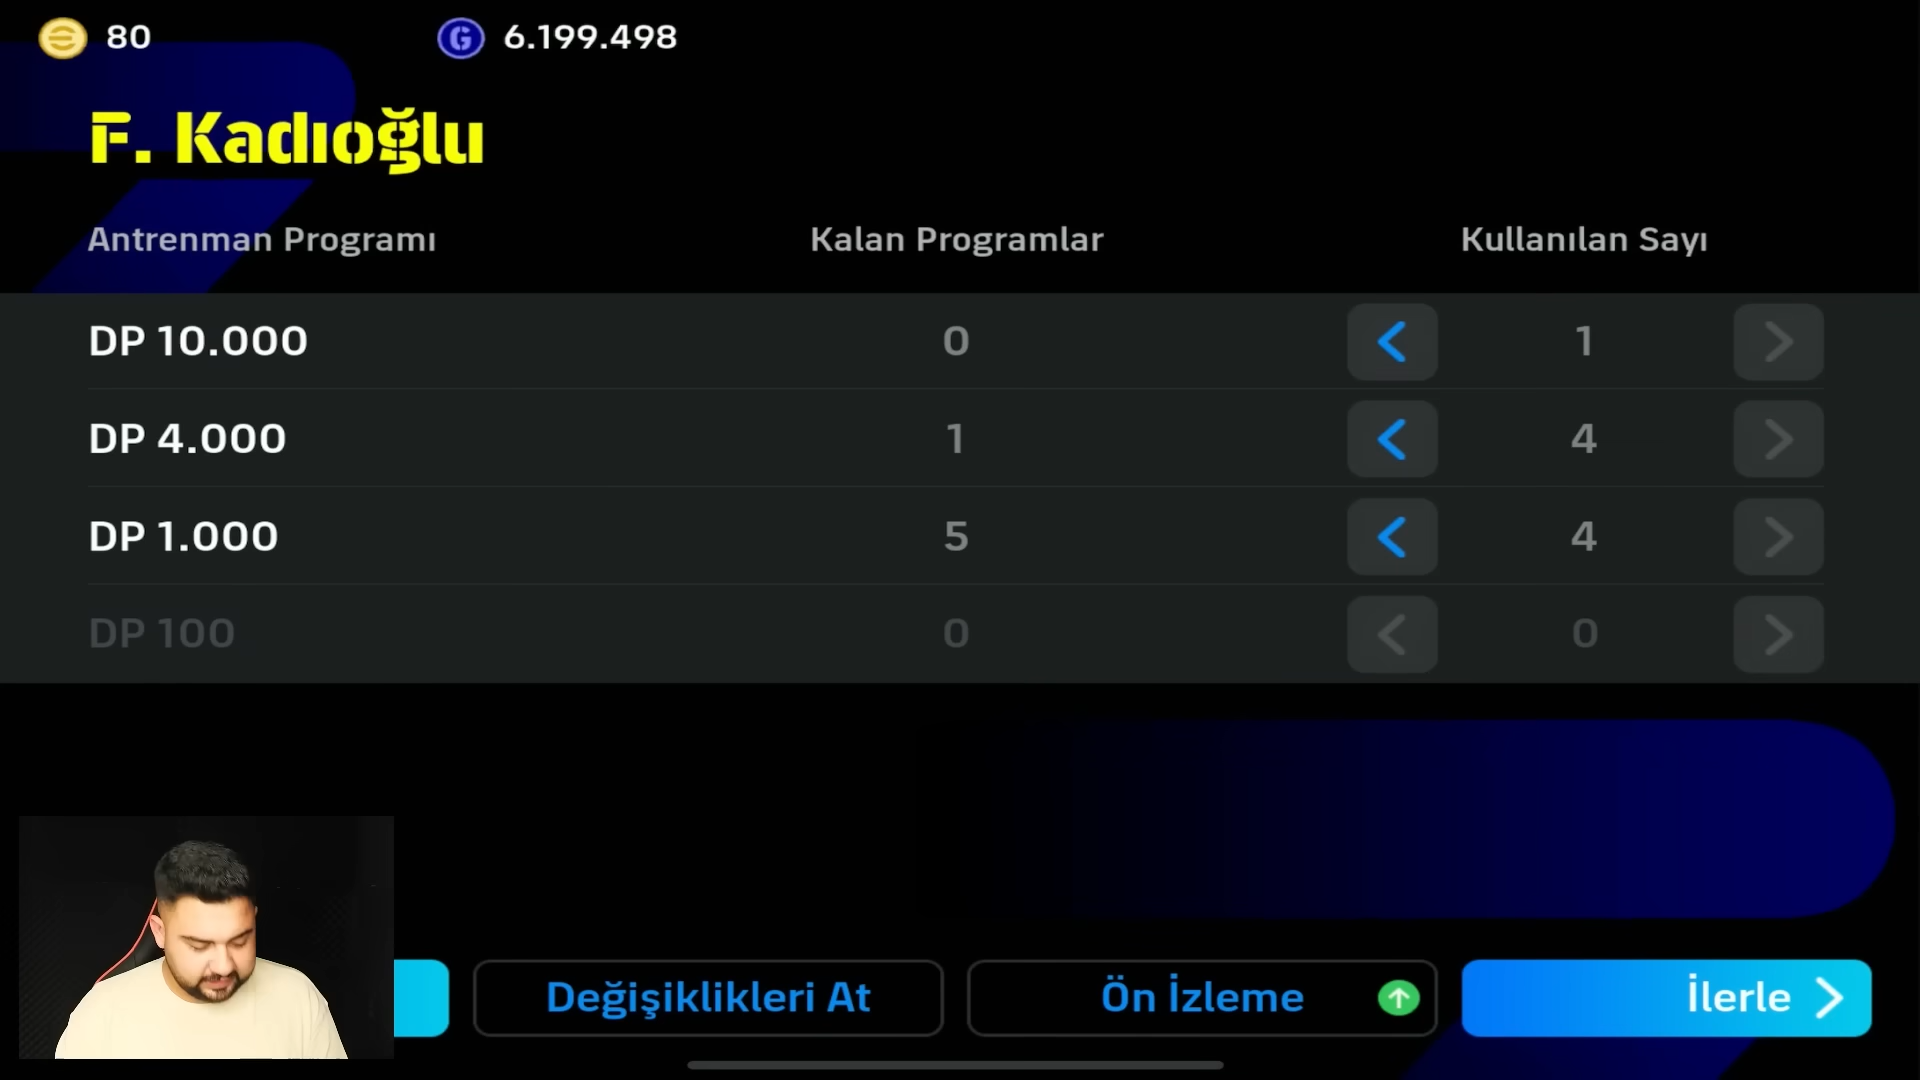 80
6.199.498
F. Kadıoğlu
Antrenman Programı Kalan Programlar Kullanılan Sayı
DP 10.000 0 1
DP 4.000 1 4
DP 1.000 5 4
DP 100 0 0
Değişiklikleri At Ön İzleme İlerle